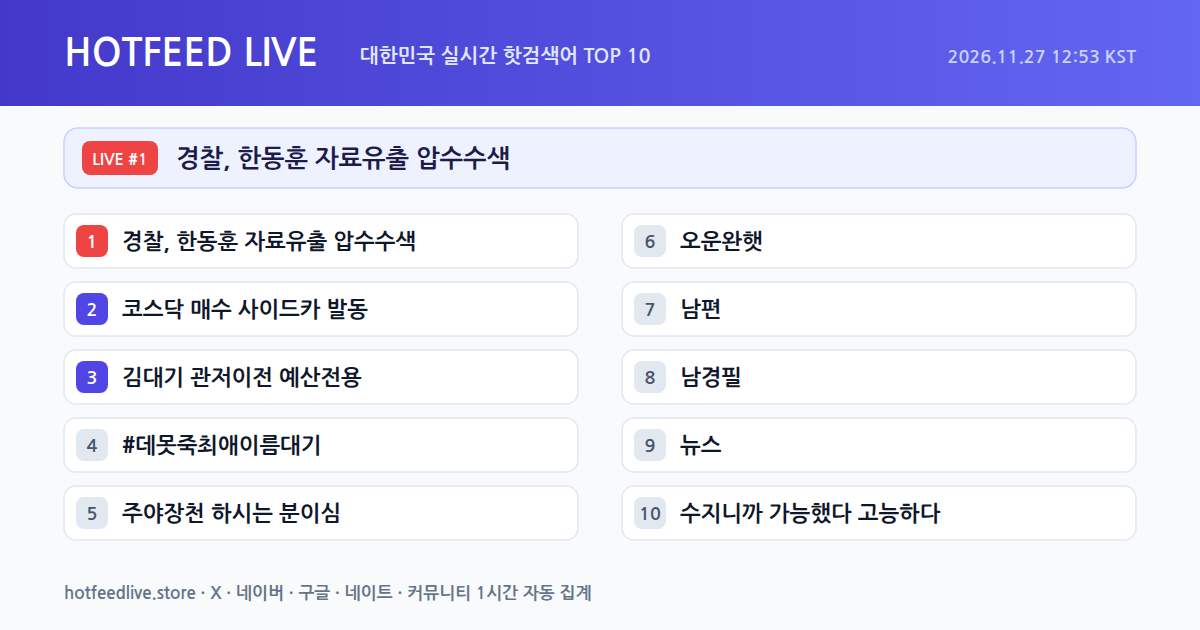 HOTFEED LIVE 대한민국 실시간 핫검색어 TOP 10 2026.11.27 12:53 KST
LIVE #1 경찰, 한동훈 자료유출 압수수색
1 경찰, 한동훈 자료유출 압수수색
2 코스닥 매수 사이드카 발동
3 김대기 관저이전 예산전용
4 #데못죽최애이름대기
5 주야장천 하시는 분이심
6 오운완햇
7 남편
8 남경필
9 뉴스
10 수지니까 가능했다 고능하다
hotfeedlive.store · X · 네이버 · 구글 · 네이트 · 커뮤니티 1시간 자동 집계